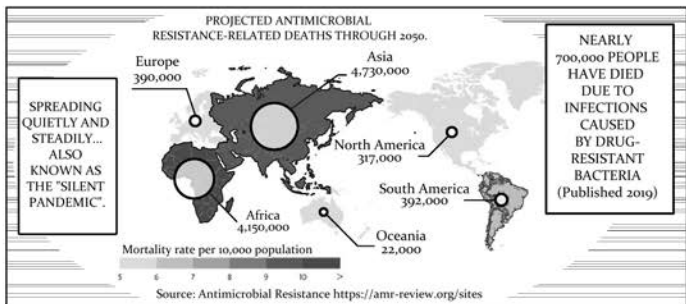 PROJECTED ANTIMICROBIAL
RESISTANCE-RELATED DEATHS THROUGH 2050.
Europe
390,000
Asia
4,730,000
SPREADING
QUIETLY AND
STEADILY...
ALSO
KNOWN AS
THE "SILENT
PANDEMIC".
North America
317,000
South America
392,000
Africa
4,150,000
Oceania
22,000
NEARLY
700,000 PEOPLE
HAVE DIED
DUE TO
INFECTIONS
CAUSED
BY DRUG-
RESISTANT
BACTERIA
(Published 2019)
Mortality rate per 10,000 population
5 6 7 8 9 10 >
Source: Antimicrobial Resistance https://amr-review.org/sites